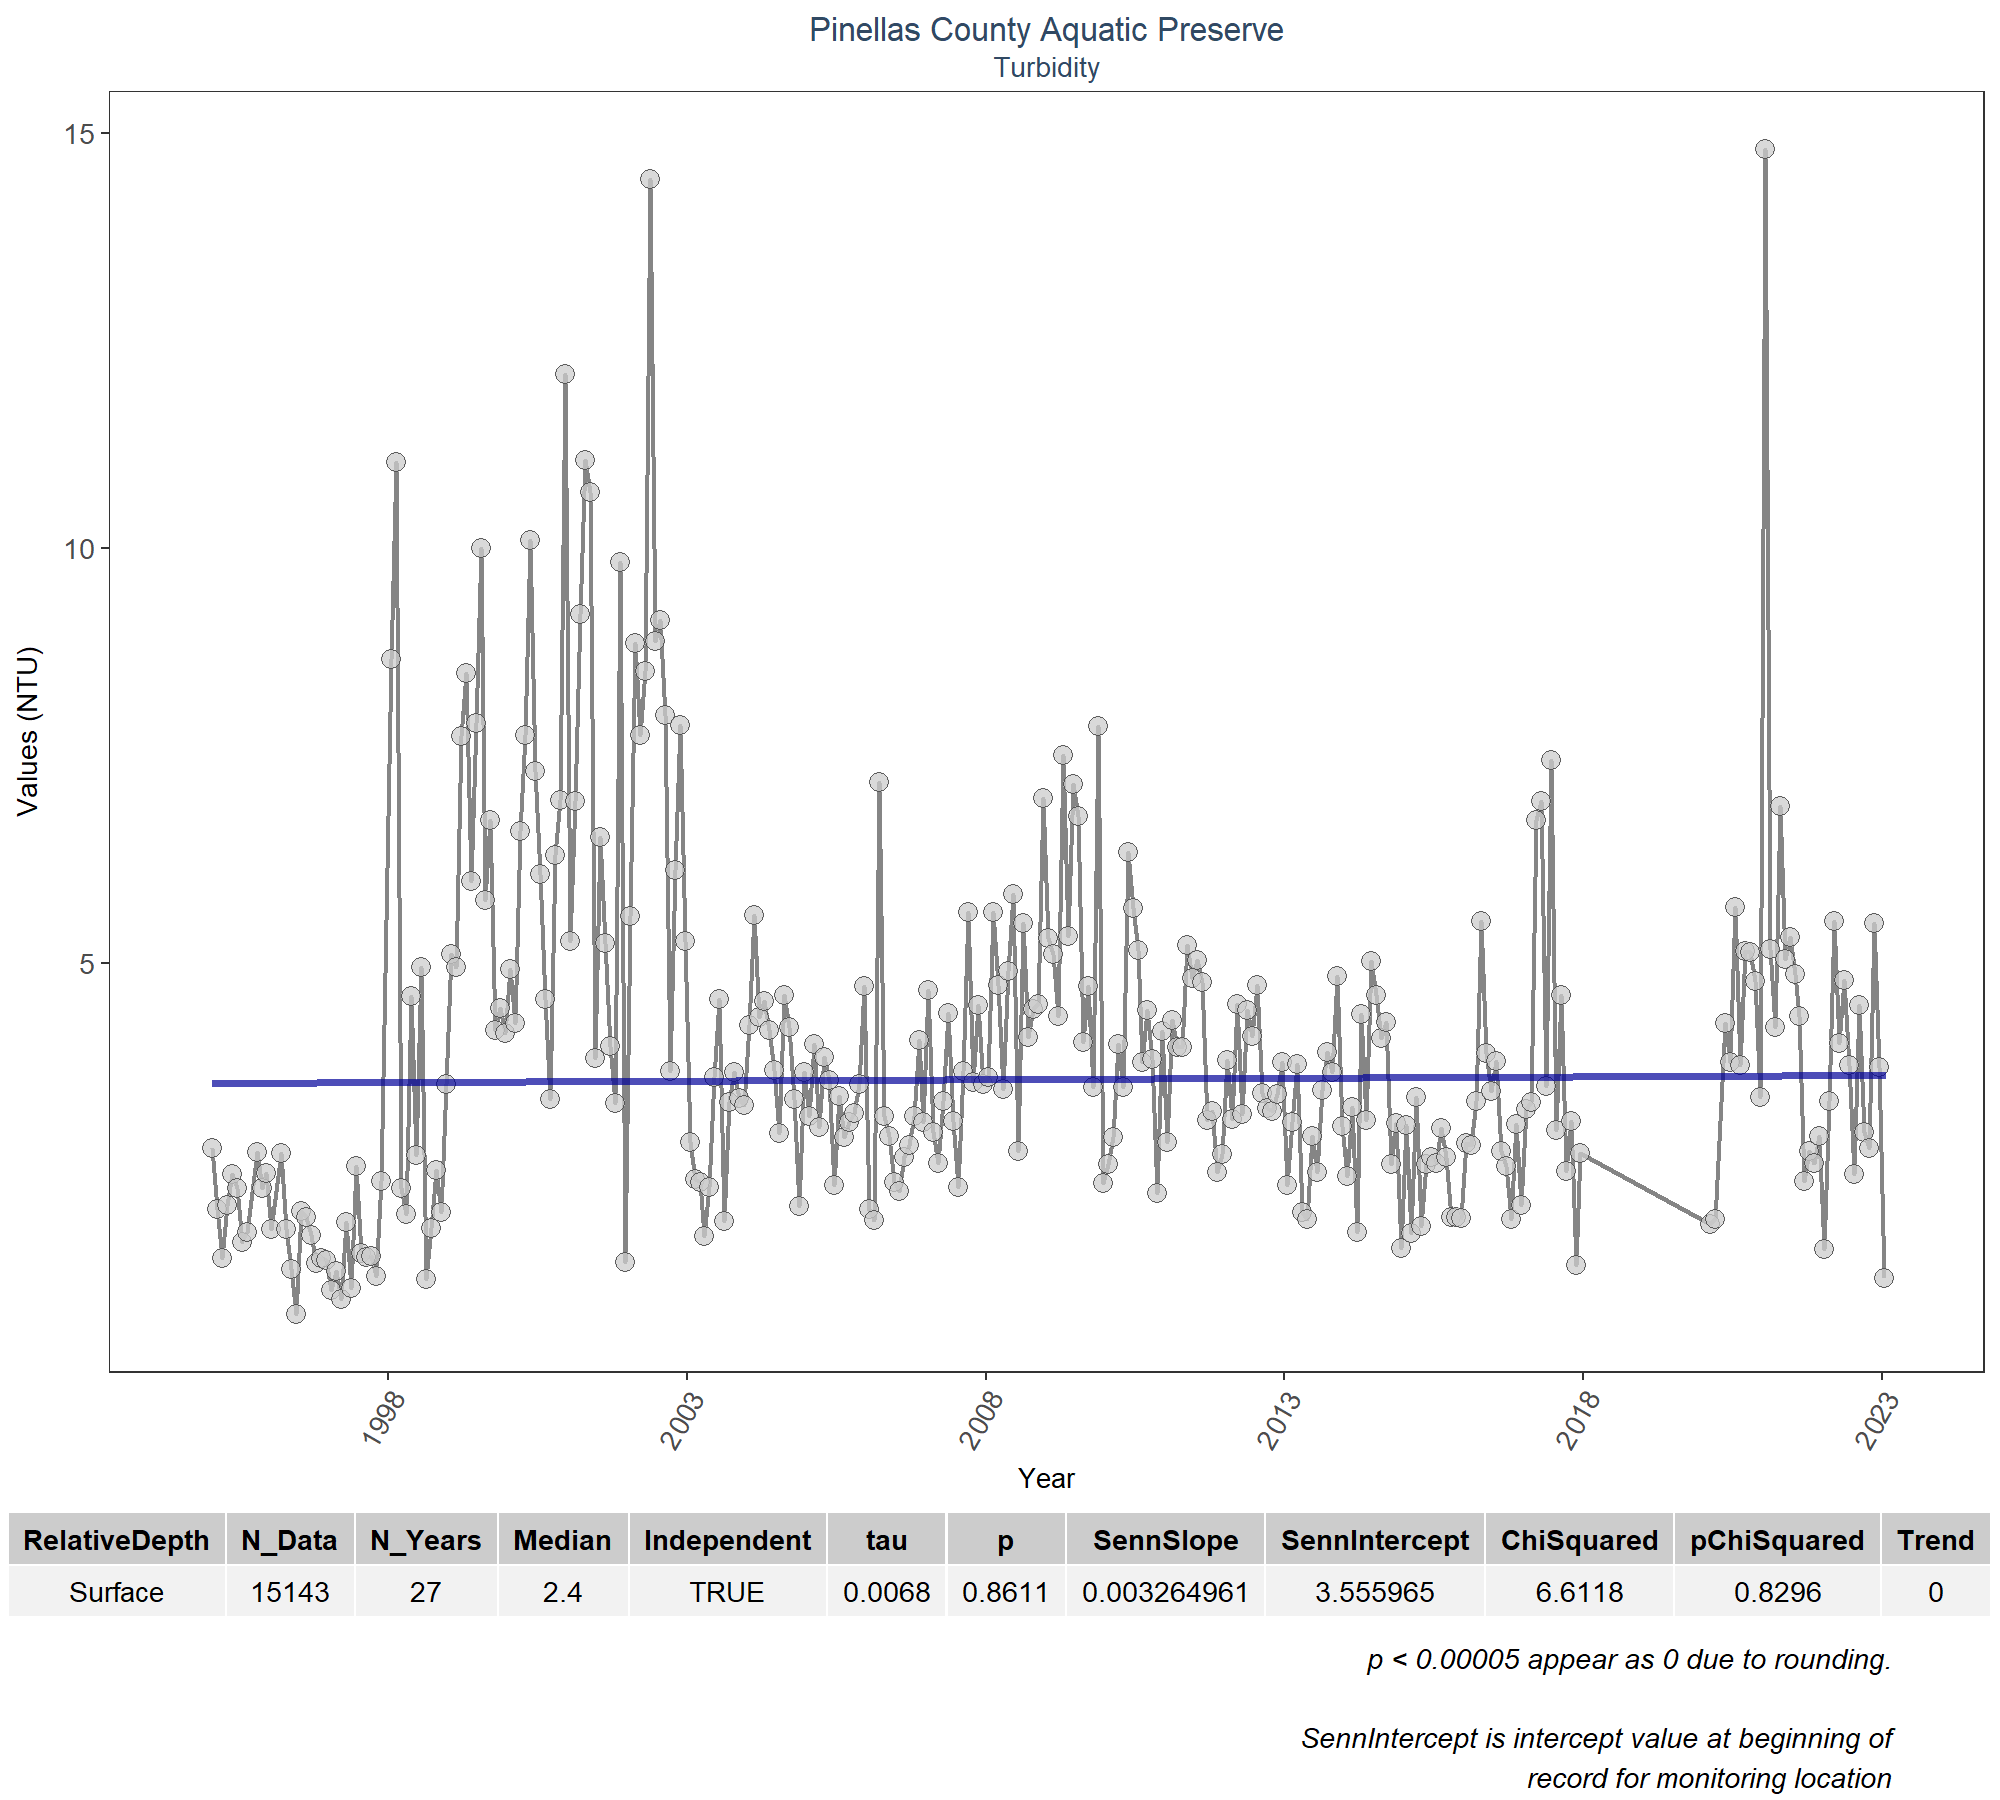 Pinellas County Aquatic Preserve
Turbidity
15
10
5
Values (NTU)
1998
2003
2008
2013
2018
2023
Year
RelativeDepth N_Data N_Years Median Independent tau p SennSlope SennIntercept ChiSquared pChiSquared Trend
Surface 15143 27 2.4 TRUE 0.0068 0.8611 0.003264961 3.555965 6.6118 0.8296 0
p < 0.00005 appear as 0 due to rounding.
SennIntercept is intercept value at beginning of
record for monitoring location